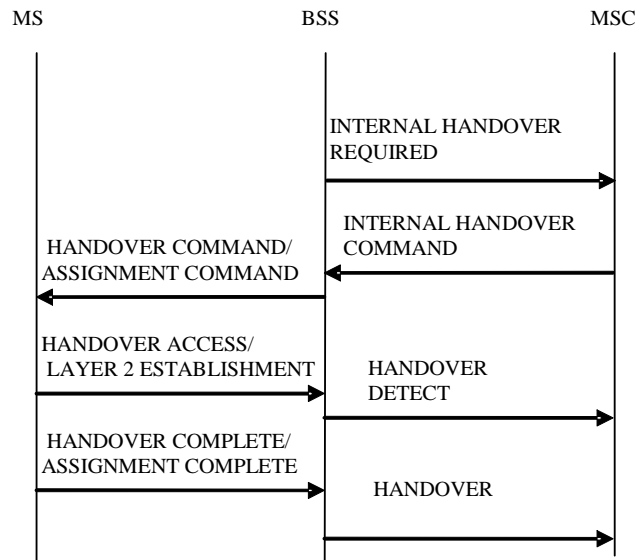 MS
BSS
MSC
INTERNAL HANDOVER
REQUIRED
INTERNAL HANDOVER
COMMAND
HANDOVER COMMAND/
ASSIGNMENT COMMAND
HANDOVER ACCESS/
LAYER 2 ESTABLISHMENT
HANDOVER
DETECT
HANDOVER COMPLETE/
ASSIGNMENT COMPLETE
HANDOVER